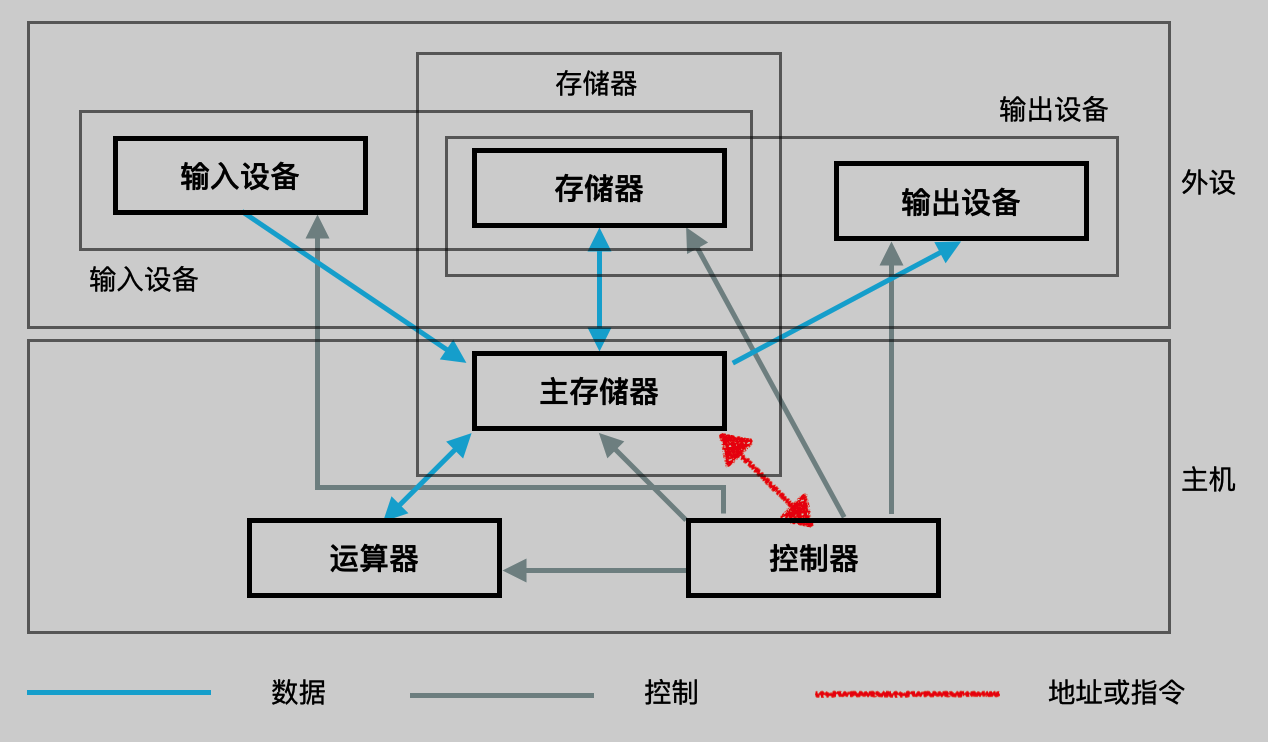 存储器
输出设备
输入设备
存储器
输出设备
外设
输入设备
主存储器
主机
运算器
控制器
数据
控制
地址或指令